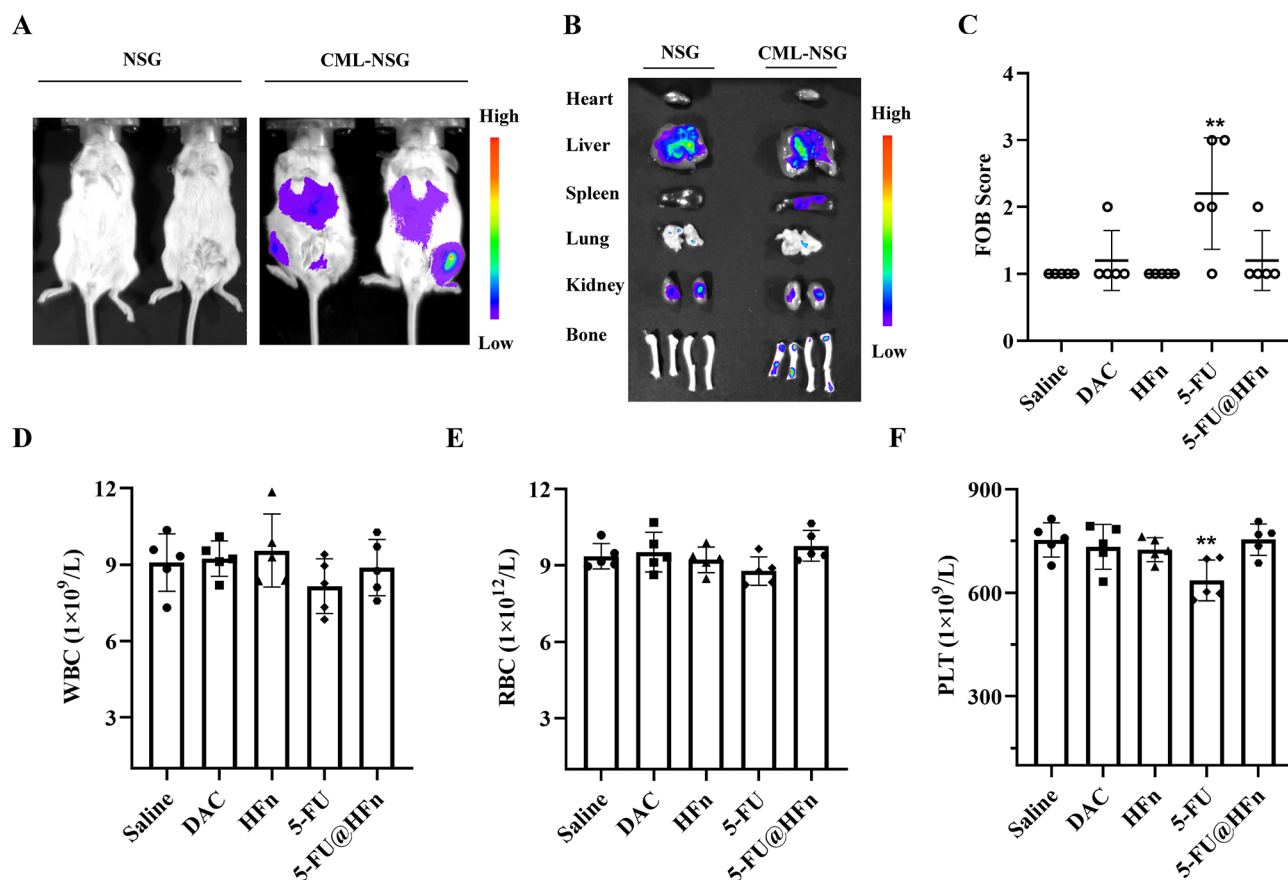 A
NSG
CML-NSG
High
Low
B
NSG
CML-NSG
Heart
Liver
Spleen
Lung
Kidney
Bone
High
Low
C
FOB Score
4
3
2
1
0
**
Saline
DAC
HFn
5-FU
5-FU@HFn
D
WBC (1×10⁹/L)
12
9
6
3
Saline
DAC
HFn
5-FU
5-FU@HFn
E
RBC (1×10¹²/L)
12
9
6
3
Saline
DAC
HFn
5-FU
5-FU@HFn
F
PLT (1×10⁹/L)
900
600
300
**
Saline
DAC
HFn
5-FU
5-FU@HFn